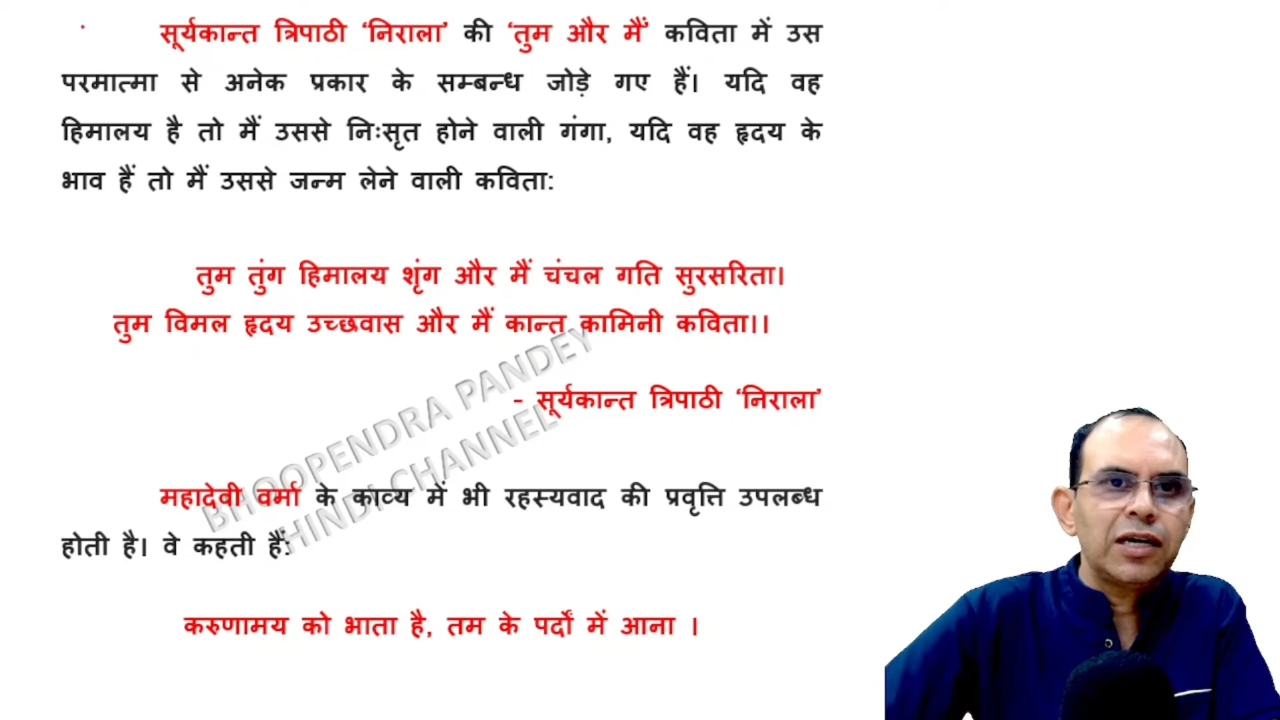 सूर्यकान्त त्रिपाठी ‘निराला’ की ‘तुम और मैं’ कविता में उस
परमात्मा से अनेक प्रकार के सम्बन्ध जोड़े गए हैं। यदि वह
हिमालय है तो मैं उससे निःसृत होने वाली गंगा, यदि वह हृदय के
भाव हैं तो मैं उससे जन्म लेने वाली कविता:
तुम तुंग हिमालय शृंग और मैं चंचल गति सुरसरिता।
तुम विमल हृदय उच्छवास और मैं कान्त कामिनी कविता।।
- सूर्यकान्त त्रिपाठी ‘निराला’
BHOOPENDRA PANDEY
HINDI CHANNEL
महादेवी वर्मा के काव्य में भी रहस्यवाद की प्रवृत्ति उपलब्ध
होती है। वे कहती हैं:
करुणामय को भाता है, तम के पर्दों में आना ।